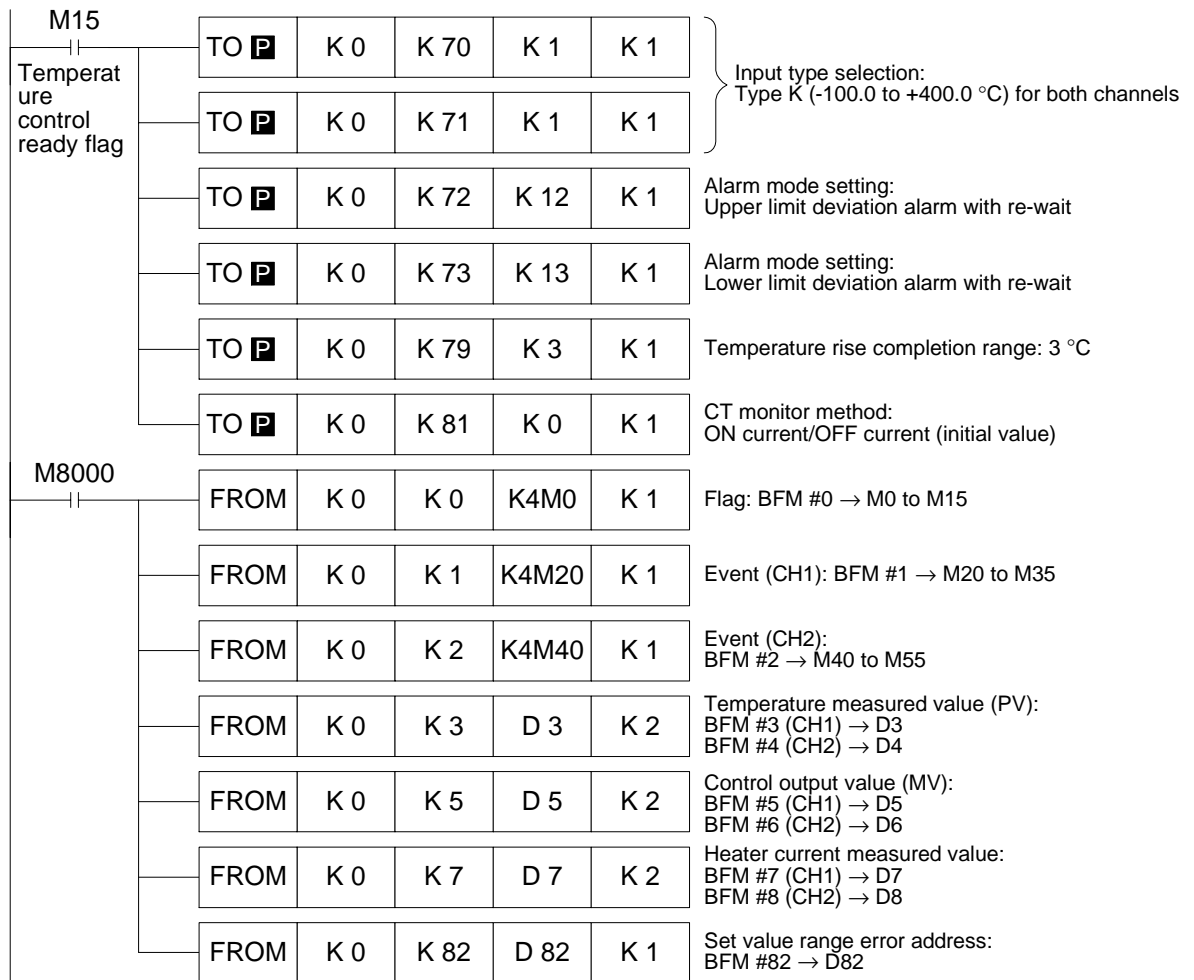 M15
Temperat
ure
control
ready flag
TO P K 0 K 70 K 1 K 1
TO P K 0 K 71 K 1 K 1
Input type selection:
Type K (-100.0 to +400.0 °C) for both channels
TO P K 0 K 72 K 12 K 1
Alarm mode setting:
Upper limit deviation alarm with re-wait
TO P K 0 K 73 K 13 K 1
Alarm mode setting:
Lower limit deviation alarm with re-wait
TO P K 0 K 79 K 3 K 1
Temperature rise completion range: 3 °C
TO P K 0 K 81 K 0 K 1
CT monitor method:
ON current/OFF current (initial value)
M8000
FROM K 0 K 0 K4M0 K 1
Flag: BFM #0 → M0 to M15
FROM K 0 K 1 K4M20 K 1
Event (CH1): BFM #1 → M20 to M35
FROM K 0 K 2 K4M40 K 1
Event (CH2):
BFM #2 → M40 to M55
FROM K 0 K 3 D 3 K 2
Temperature measured value (PV):
BFM #3 (CH1) → D3
BFM #4 (CH2) → D4
FROM K 0 K 5 D 5 K 2
Control output value (MV):
BFM #5 (CH1) → D5
BFM #6 (CH2) → D6
FROM K 0 K 7 D 7 K 2
Heater current measured value:
BFM #7 (CH1) → D7
BFM #8 (CH2) → D8
FROM K 0 K 82 D 82 K 1
Set value range error address:
BFM #82 → D82